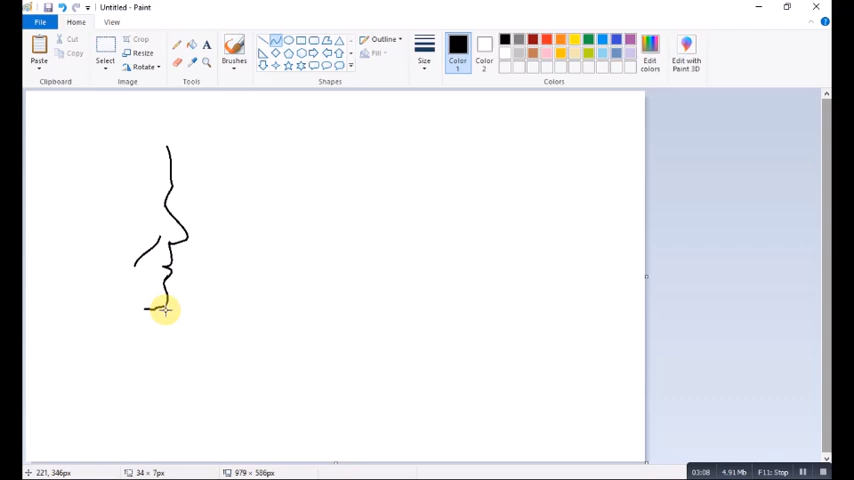 Untitled - Paint
File
Home
View
Paste
Cut
Copy
Clipboard
Select
Crop
Resize
Rotate
Image
Tools
Brushes
Outline
Fill
Shapes
Size
Color
1
Color
2
Edit
colors
Colors
Edit with
Paint 3D
221, 346px
34 × 7px
979 × 586px
03:08
4.91 Mb
F11: Stop